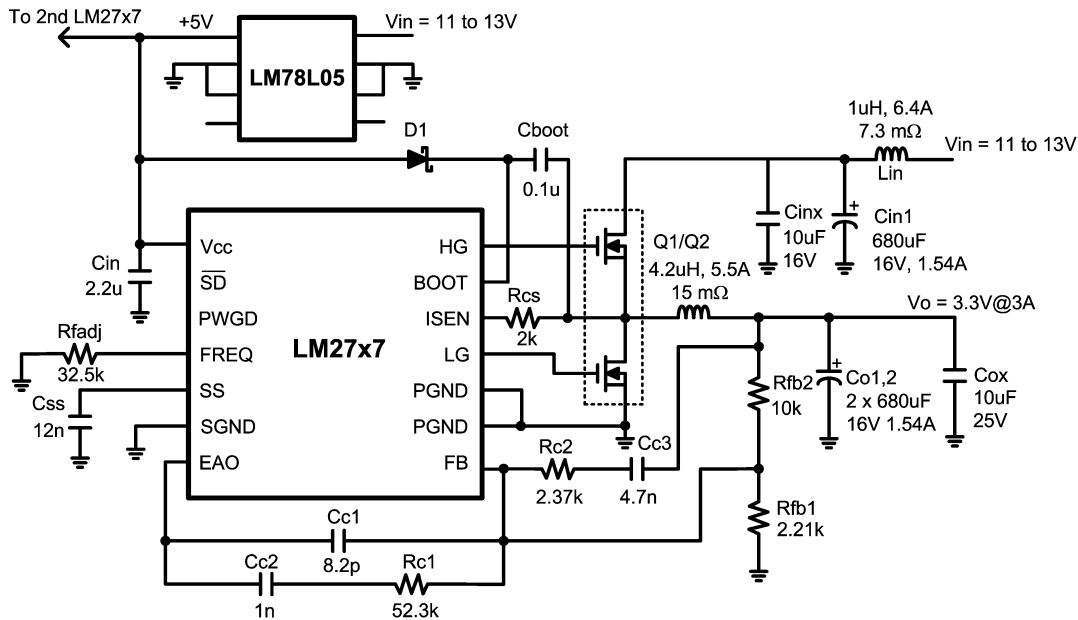 To 2nd LM27x7
+5V
Vin = 11 to 13V
LM78L05
D1
Cboot
0.1u
1uH, 6.4A
7.3 mΩ
Lin
Vin = 11 to 13V
Cinx
10uF
16V
+
Cin1
680uF
16V, 1.54A
Cin
2.2u
Vcc
SD
PWGD
FREQ
SS
SGND
EAO
LM27x7
HG
BOOT
ISEN
LG
PGND
PGND
FB
Rfadj
32.5k
Css
12n
Rcs
2k
Q1/Q2
4.2uH, 5.5A
15 mΩ
Vo = 3.3V@3A
Rfb2
10k
+
Co1,2
2 x 680uF
16V 1.54A
Cox
10uF
25V
Rc2
2.37k
Cc3
4.7n
Rfb1
2.21k
Cc1
8.2p
Cc2
1n
Rc1
52.3k